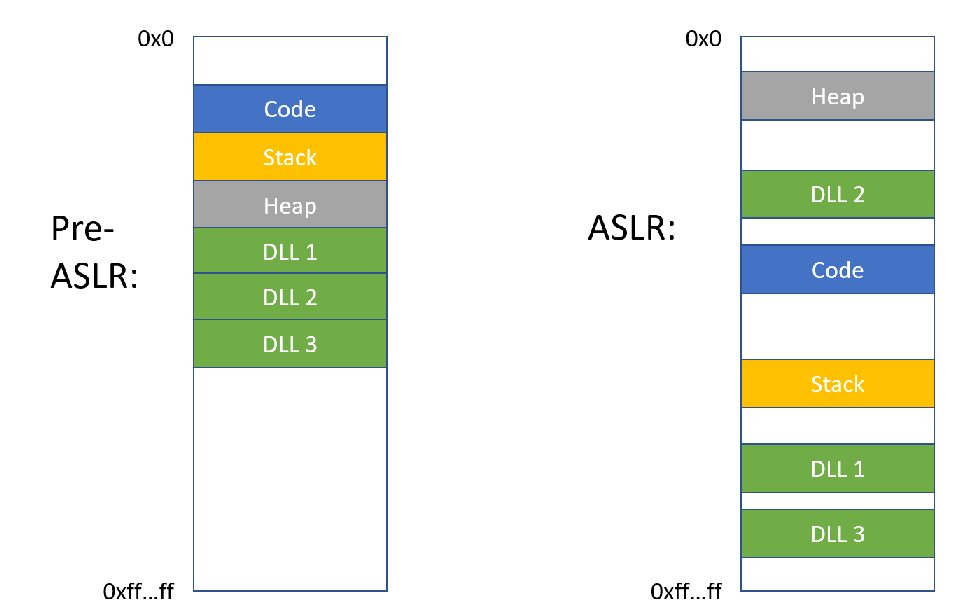 0x0
Code
Stack
Heap
DLL 1
DLL 2
DLL 3
Pre-
ASLR:
0xff...ff
0x0
Heap
DLL 2
Code
Stack
DLL 1
DLL 3
ASLR:
0xff...ff